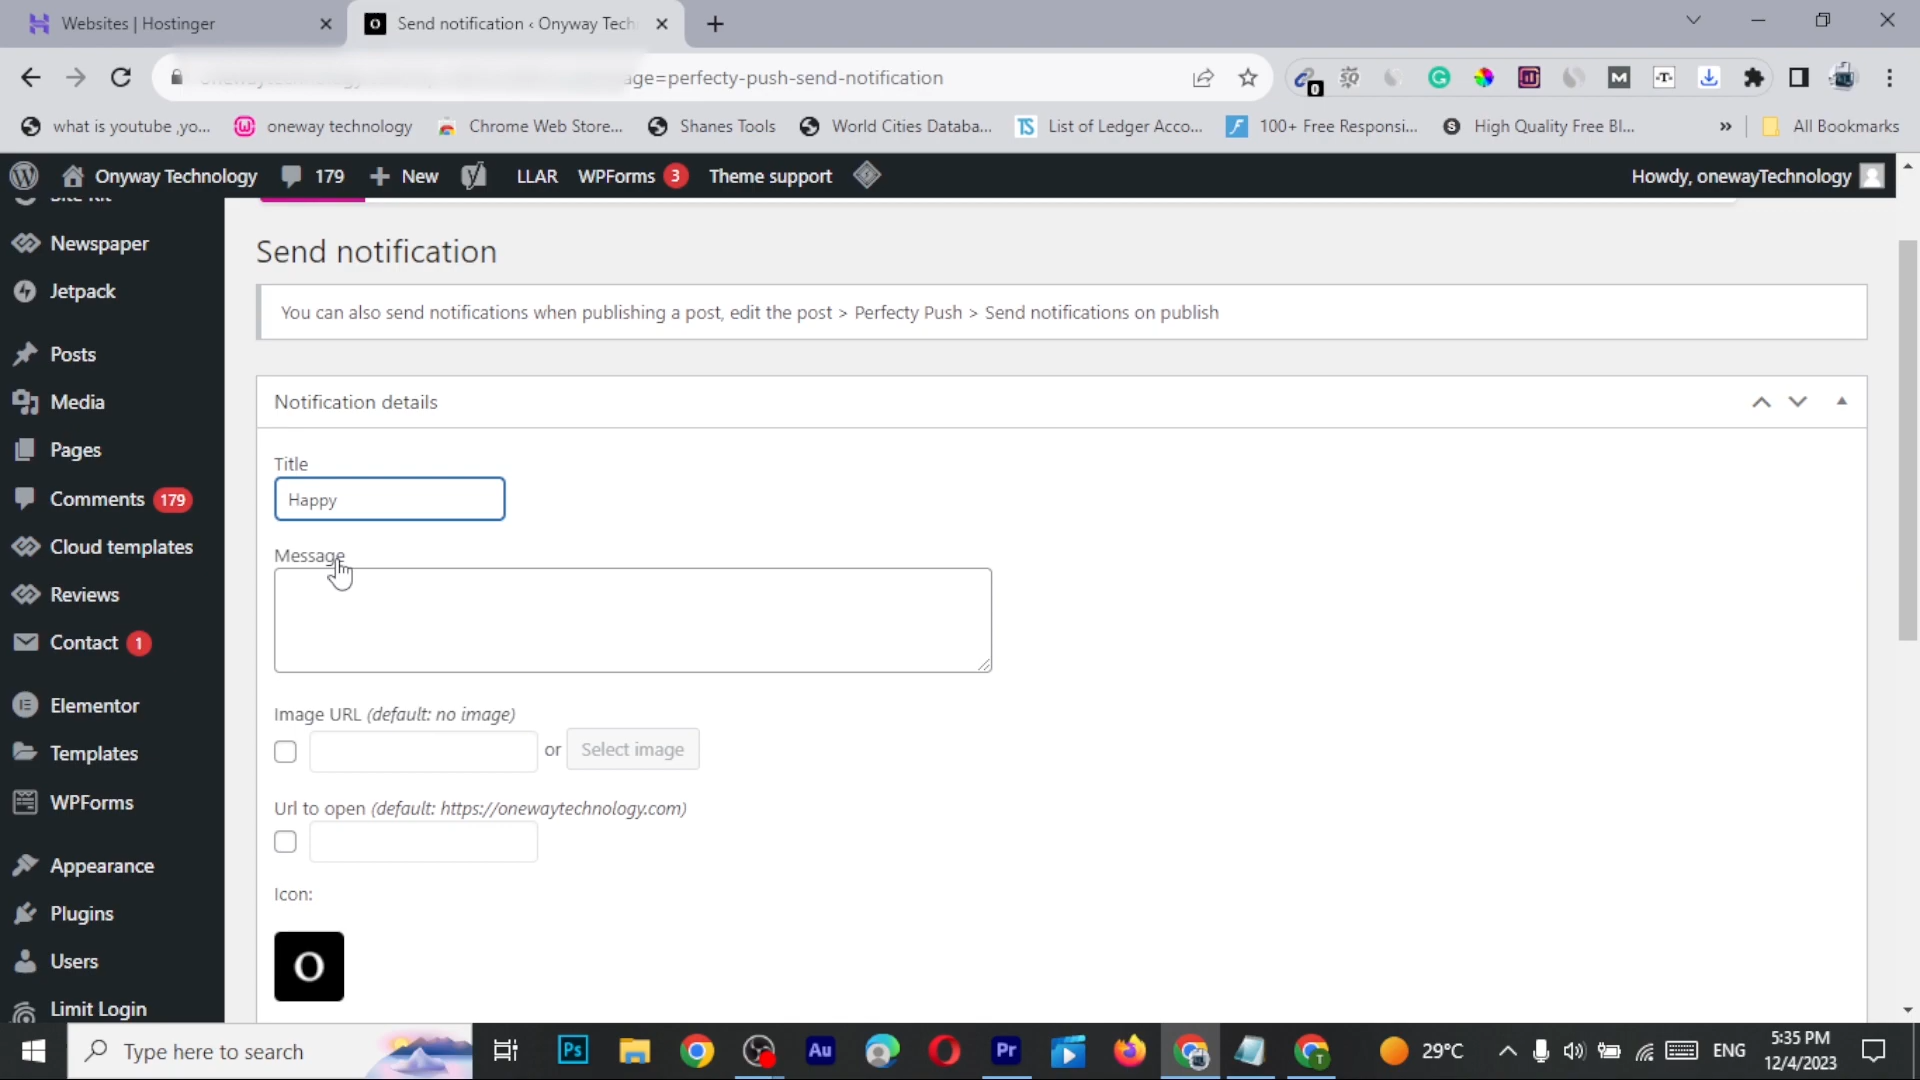 Websites | Hostinger
Send notification ‹ Onyway Tech
age=perfecty-push-send-notification
what is youtube ,yo...
oneway technology
Chrome Web Store...
Shanes Tools
World Cities Databa...
List of Ledger Acco...
100+ Free Responsi...
High Quality Free Bl...
»
All Bookmarks
Onyway Technology
179
New
LLAR
WPForms 3
Theme support
Howdy, onewayTechnology
Site Kit
Newspaper
Jetpack
Posts
Media
Pages
Comments 179
Cloud templates
Reviews
Contact 1
Elementor
Templates
WPForms
Appearance
Plugins
Users
Limit Login
Send notification
You can also send notifications when publishing a post, edit the post > Perfecty Push > Send notifications on publish
Notification details
Title
Happy
Message
Image URL (default: no image)
or
Select image
Url to open (default: https://onewaytechnology.com)
Icon:
O
Type here to search
Ps
Au
Pr
29°C
ENG
5:35 PM
12/4/2023